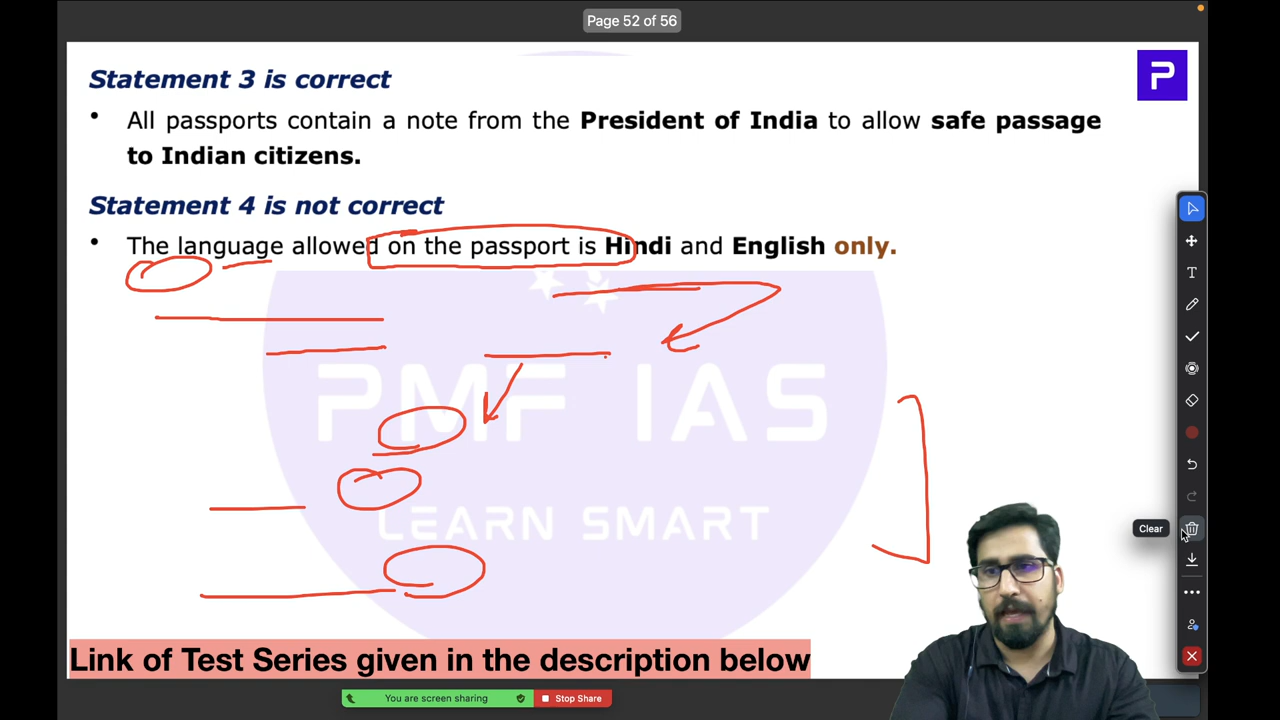 Page 52 of 56
Statement 3 is correct
P
• All passports contain a note from the President of India to allow safe passage
to Indian citizens.
Statement 4 is not correct
• The language allowed on the passport is Hindi and English only.
PMF IAS
LEARN SMART
T
Clear
Link of Test Series given in the description below
You are screen sharing
Stop Share